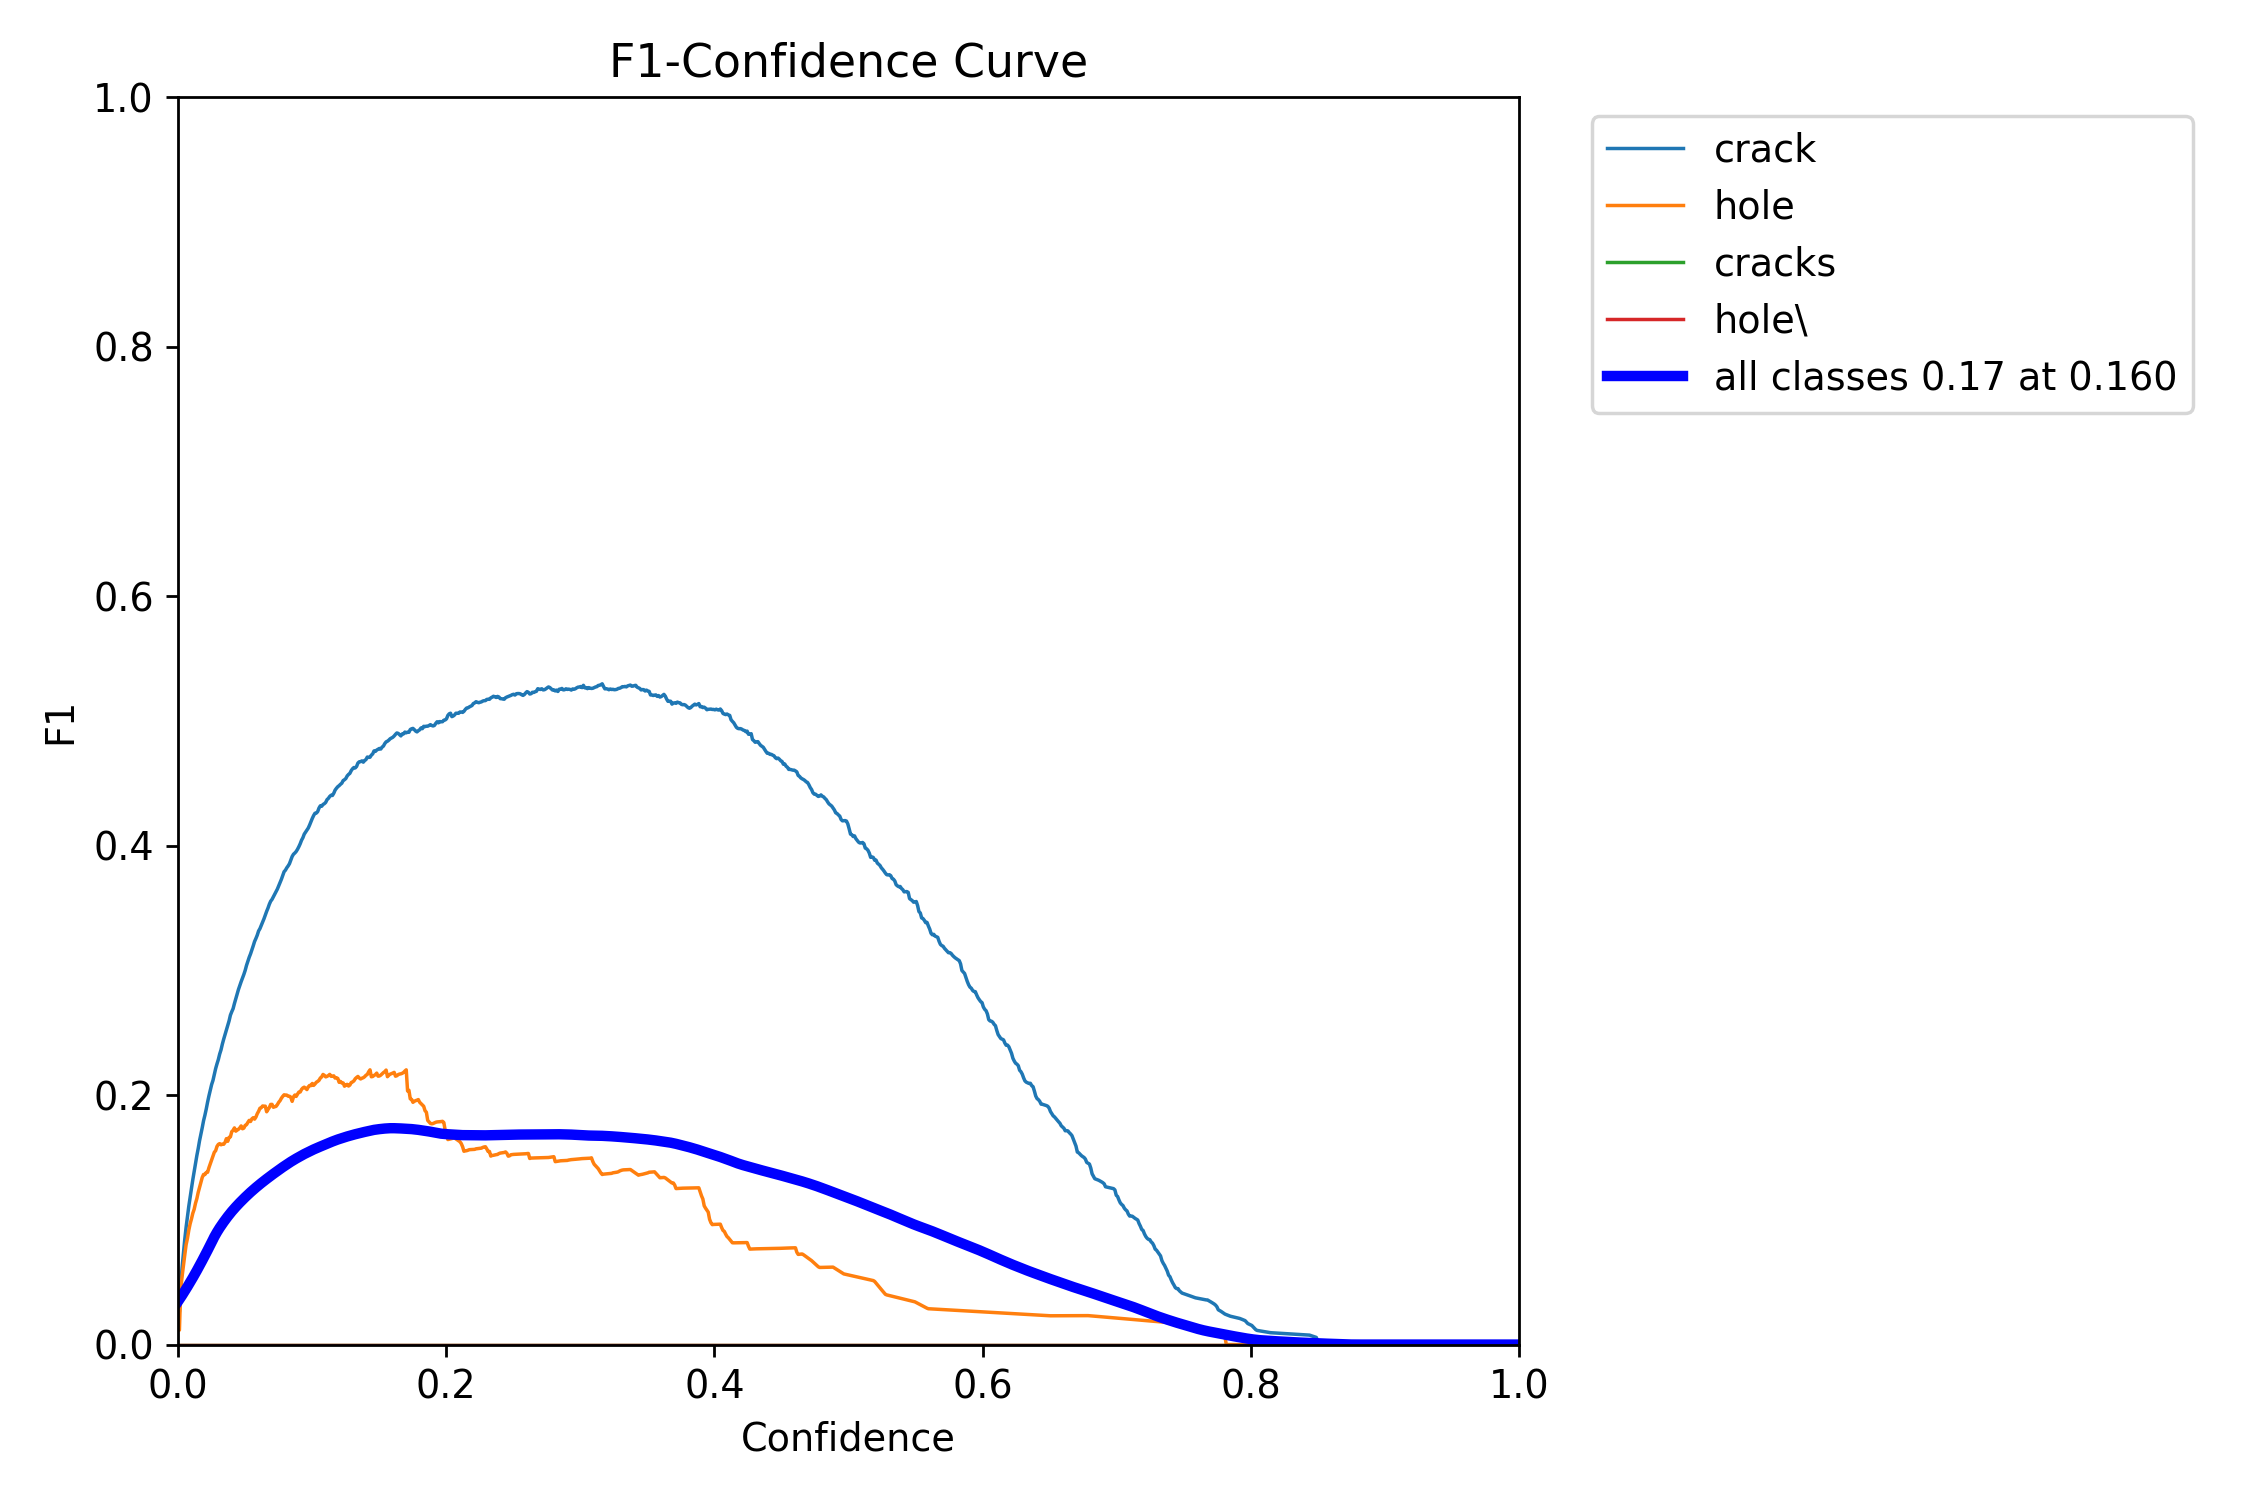 F1-Confidence Curve
1.0
0.8
0.6
0.4
0.2
0.0
F1
0.0 0.2 0.4 0.6 0.8 1.0
Confidence
crack
hole
cracks
hole\
all classes 0.17 at 0.160